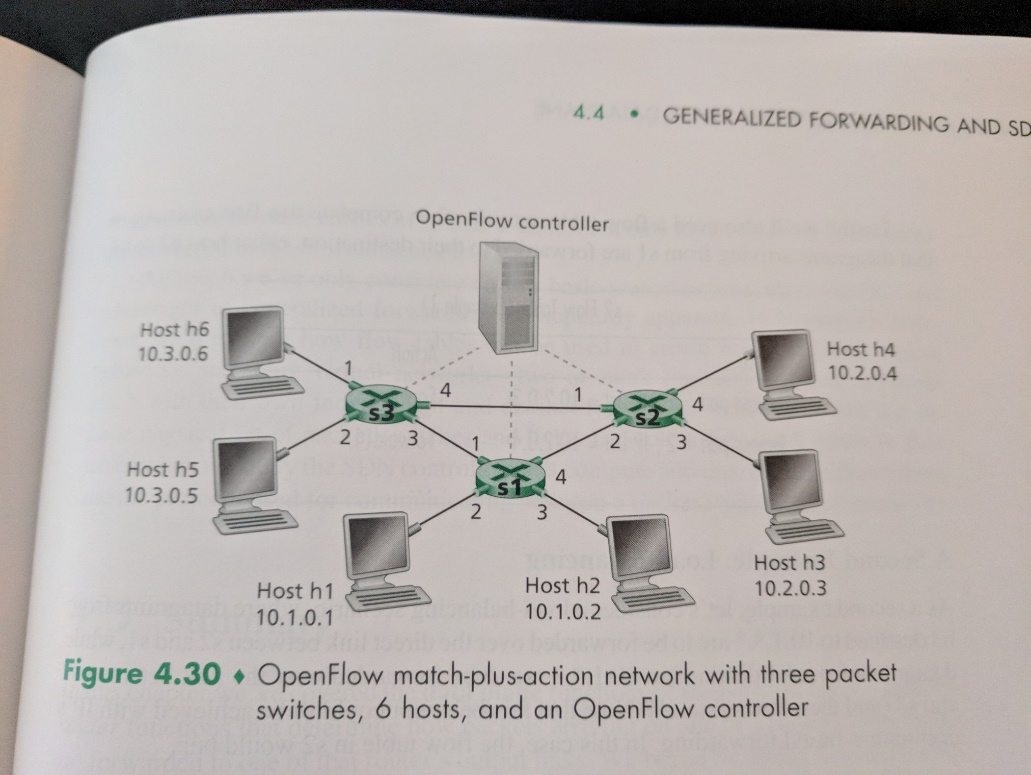 4.4 • GENERALIZED FORWARDING AND SD
OpenFlow controller
Host h6
10.3.0.6
Host h4
10.2.0.4
1
s3
4
1
s2
4
2
3
1
2
3
Host h5
10.3.0.5
s1
4
2
3
Host h3
10.2.0.3
Host h1
10.1.0.1
Host h2
10.1.0.2
Figure 4.30 ♦ OpenFlow match-plus-action network with three packet
switches, 6 hosts, and an OpenFlow controller